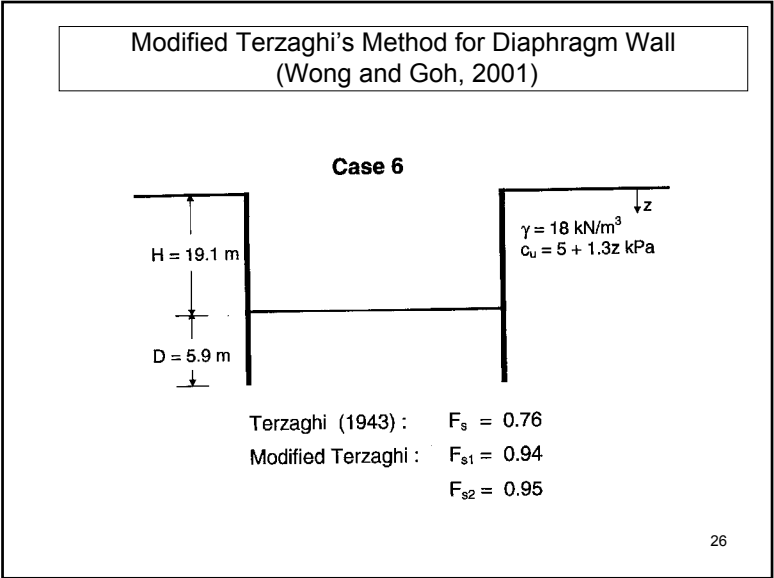 Modified Terzaghi's Method for Diaphragm Wall
(Wong and Goh, 2001)
Case 6
z
γ = 18 kN/m³
cᵤ = 5 + 1.3z kPa
H = 19.1 m
D = 5.9 m
Terzaghi (1943) : Fₛ = 0.76
Modified Terzaghi : Fₛ₁ = 0.94
Fₛ₂ = 0.95
26